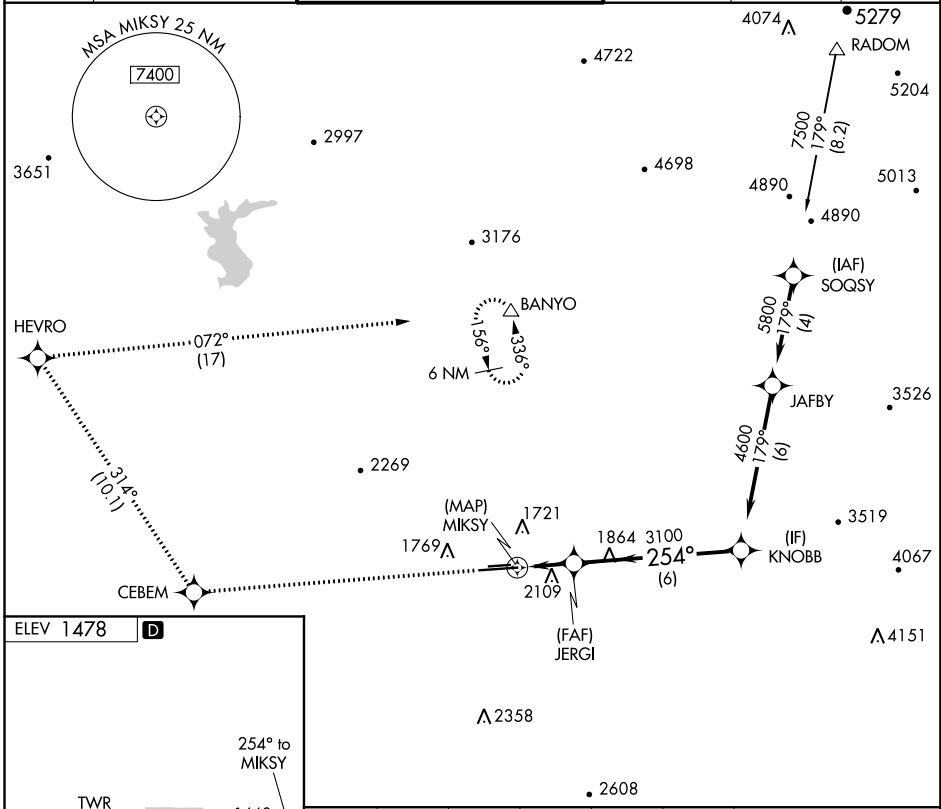 MSA MIKSY 25 NM
7400
4074
5279
RADOM
4722
5204
2997
3651
7500
179°
(8.2)
4698
4890
5013
4890
3176
(IAF)
SOQSY
BANYO
5800
179°
(4)
HEVRO
072°
(17)
156°
336°
6 NM
JAFBY
3526
4600
179°
(6)
2269
314°
(10.1)
(MAP)
MIKSY
1721
1769
1864
3100
254°
(6)
(IF)
KNOBB
3519
4067
CEBEM
2109
(FAF)
JERGI
ELEV 1478
D
4151
2358
254° to
MIKSY
TWR
2608